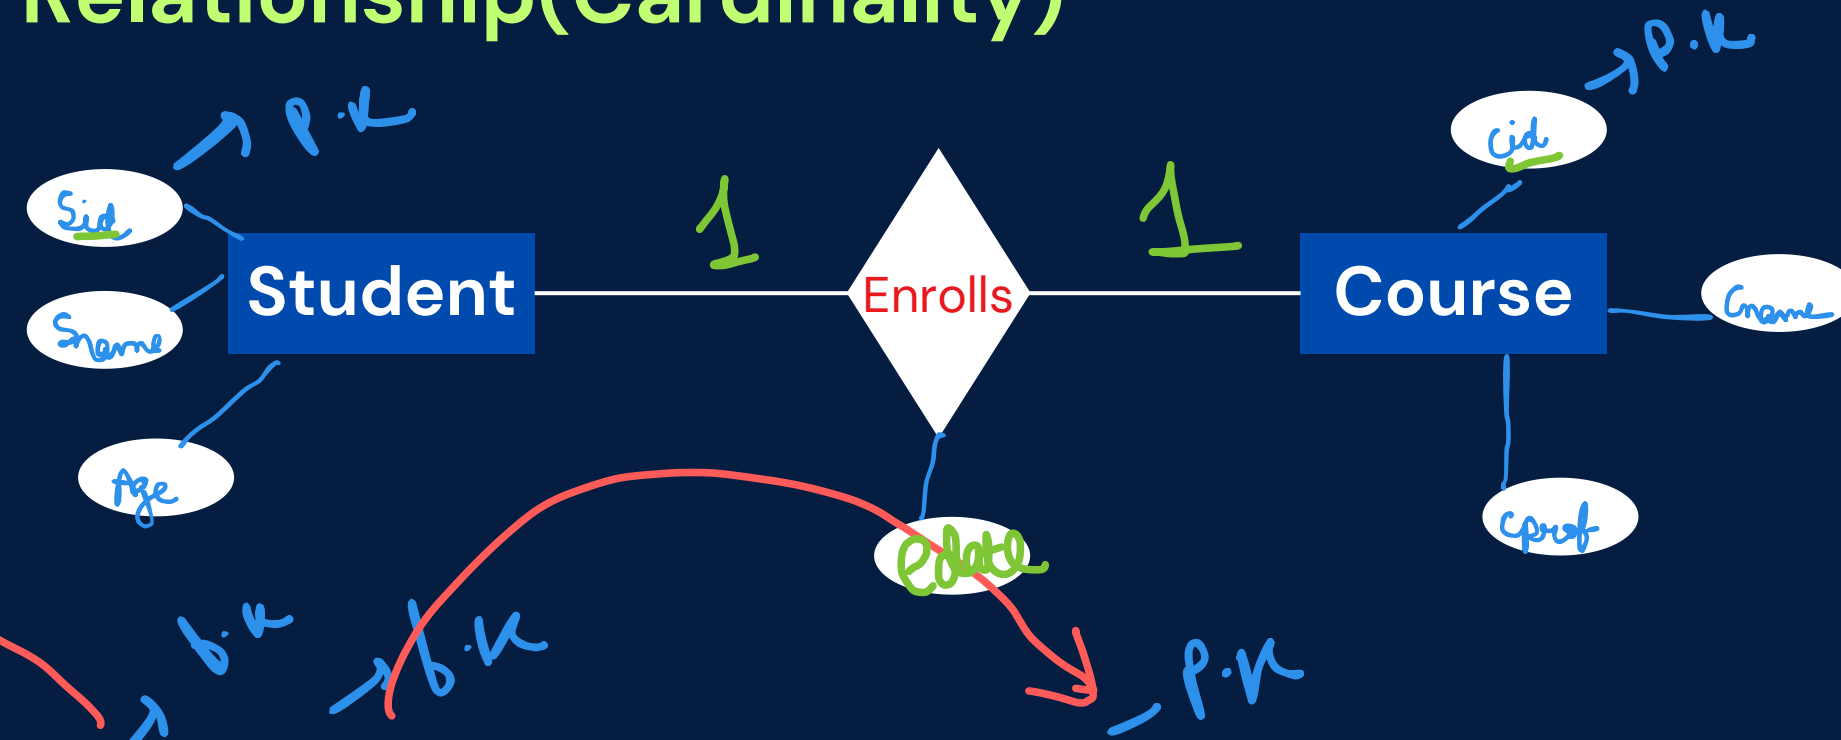 Relationship(Cardinality)
P.K
P.K
Cid
Sid
1
1
Student
Enrolls
Course
Cname
Sname
Age
edate
cprof
f.K
f.K
P.K